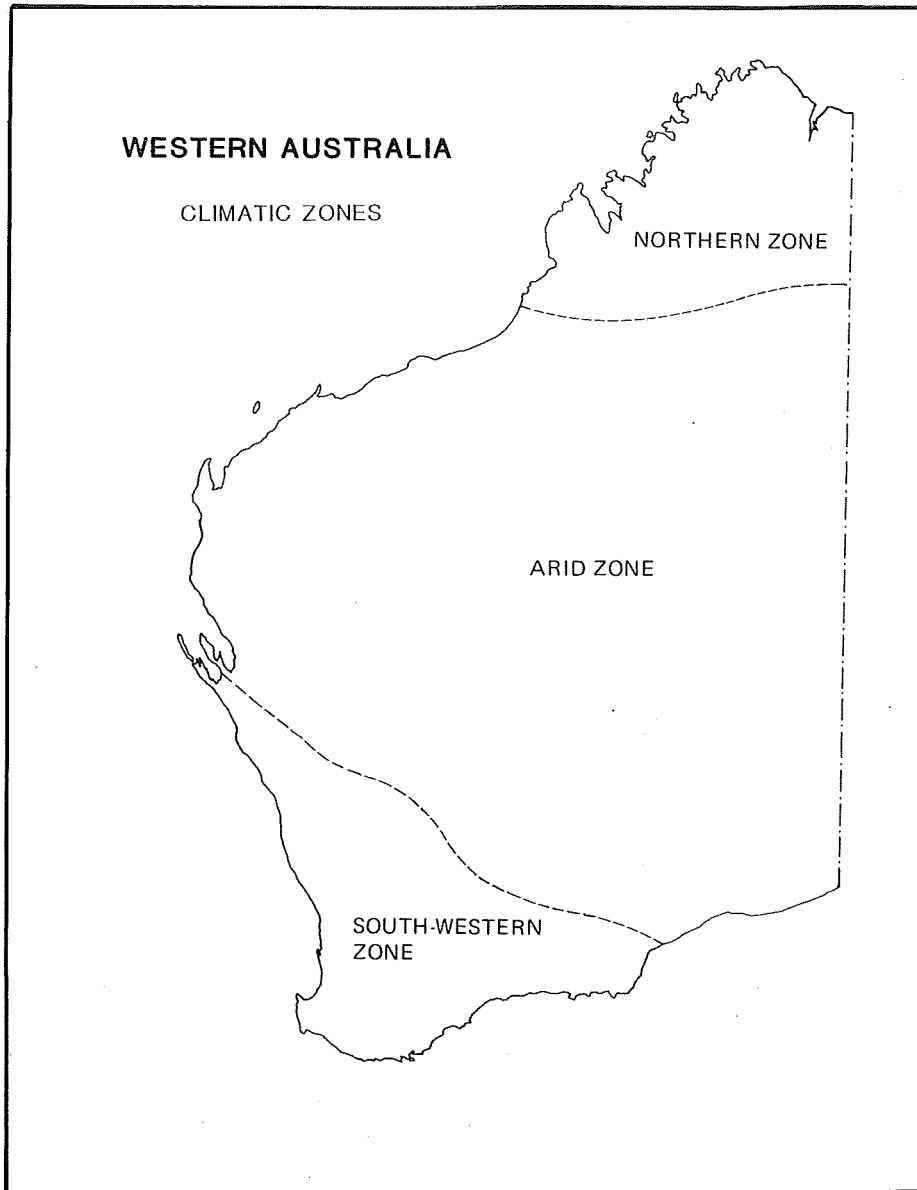 WESTERN AUSTRALIA
CLIMATIC ZONES
NORTHERN ZONE
ARID ZONE
SOUTH-WESTERN
ZONE